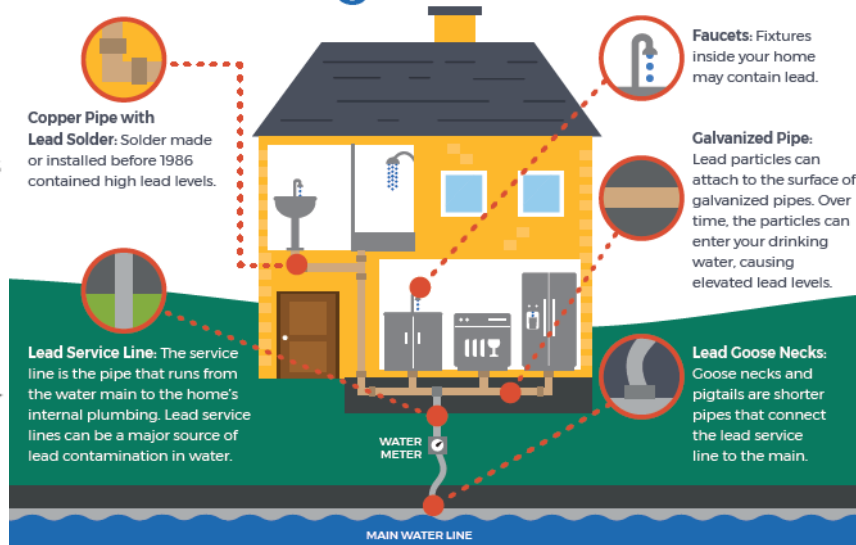 Copper Pipe with
Lead Solder: Solder made
or installed before 1986
contained high lead levels.
Lead Service Line: The service
line is the pipe that runs from
the water main to the home's
internal plumbing. Lead service
lines can be a major source of
lead contamination in water.
WATER
METER
MAIN WATER LINE
Faucets: Fixtures
inside your home
may contain lead.
Galvanized Pipe:
Lead particles can
attach to the surface of
galvanized pipes. Over
time, the particles can
enter your drinking
water, causing
elevated lead levels.
Lead Goose Necks:
Goose necks and
pigtails are shorter
pipes that connect
the lead service
line to the main.